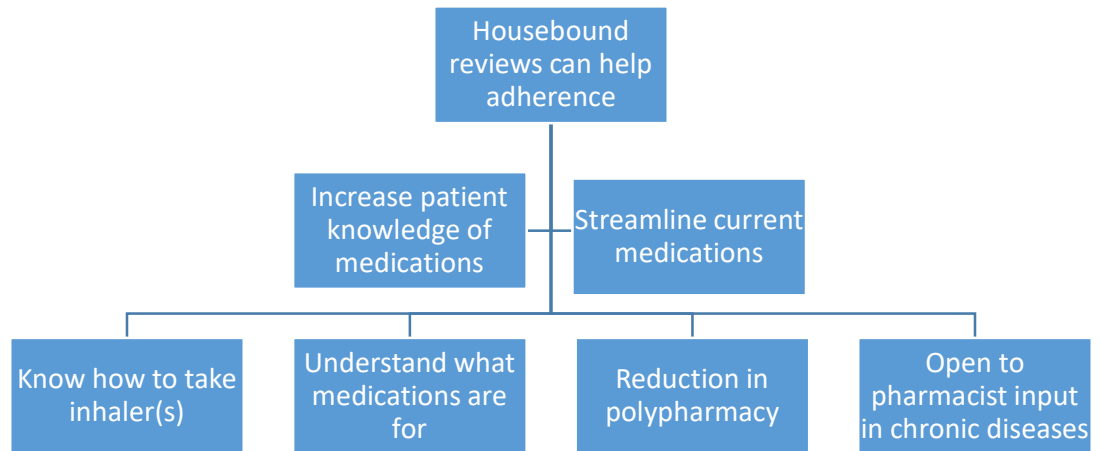 Housebound
reviews can help
adherence
Increase patient
knowledge of
medications
Streamline current
medications
Know how to take
inhaler(s)
Understand what
medications are
for
Reduction in
polypharmacy
Open to
pharmacist input
in chronic diseases